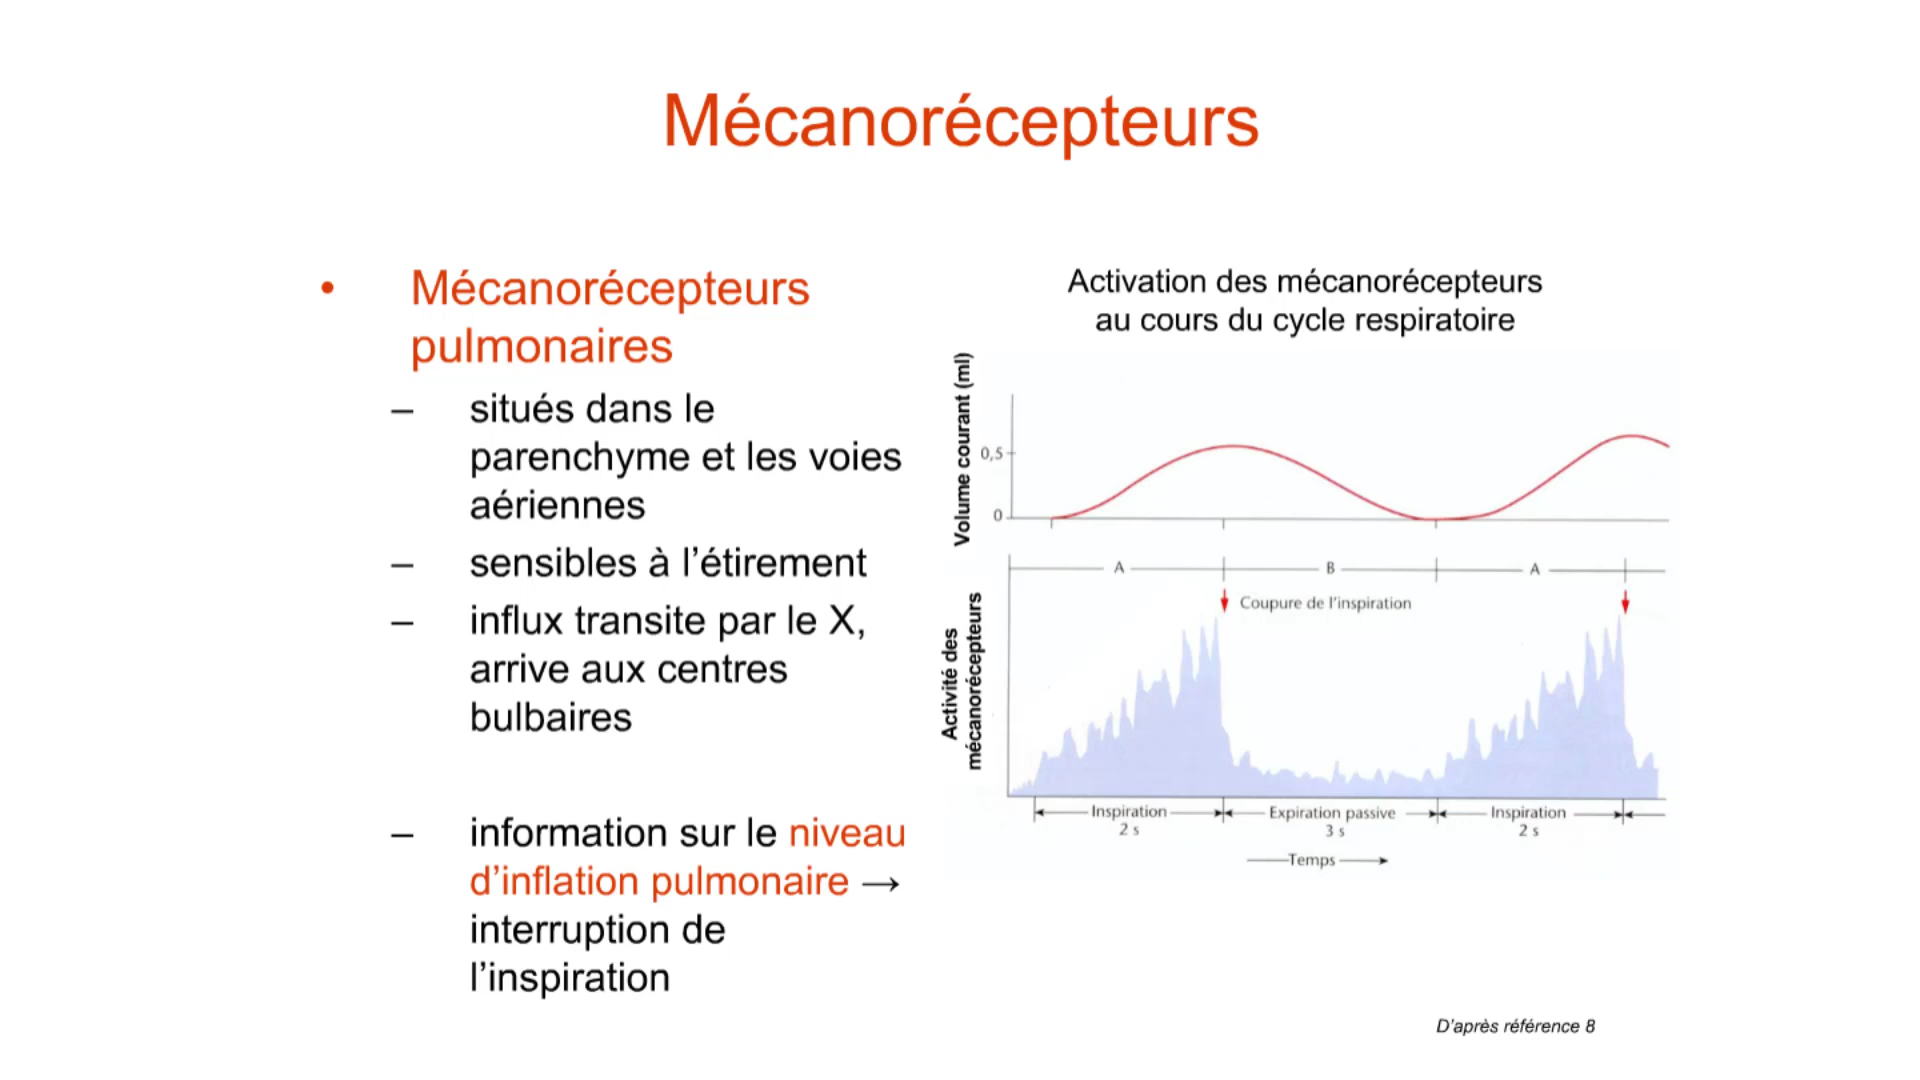 Mécanorécepteurs
• Mécanorécepteurs
pulmonaires
– situés dans le
parenchyme et les voies
aériennes
– sensibles à l’étirement
– influx transite par le X,
arrive aux centres
bulbaires
– information sur le niveau
d’inflation pulmonaire →
interruption de
l’inspiration
Activation des mécanorécepteurs
au cours du cycle respiratoire
Volume courant (ml)
0,5
0
A B A
Coupure de l’inspiration
Activité des
mécanorécepteurs
Inspiration Expiration passive Inspiration
2 s 3 s 2 s
Temps
D’après référence 8